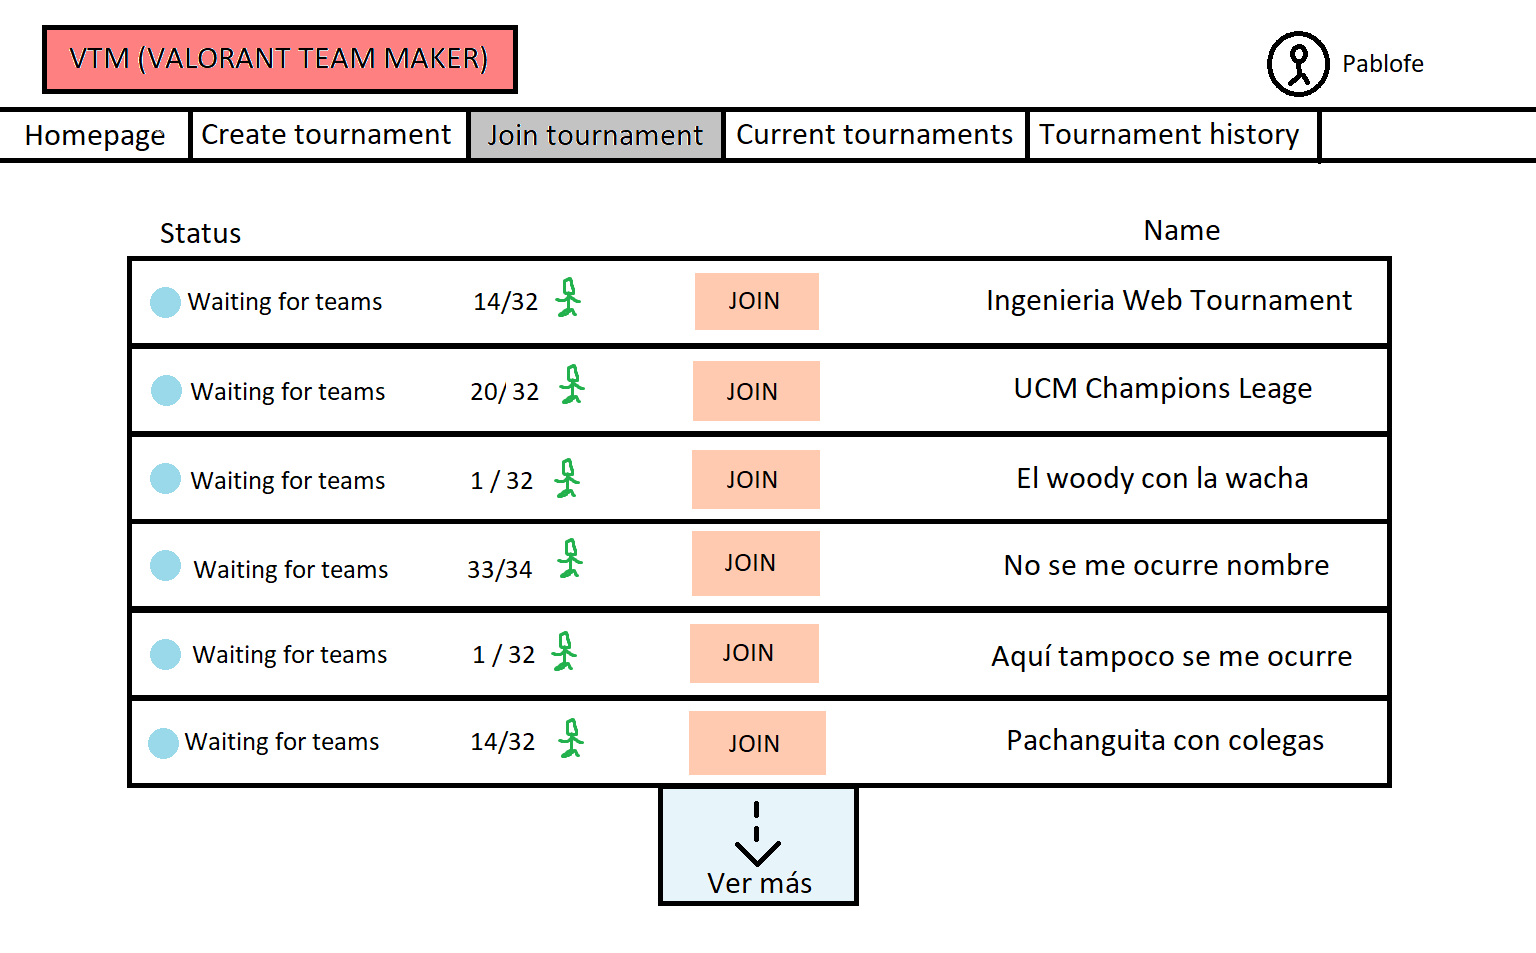 VTM (VALORANT TEAM MAKER)
Pablofe
Homepage Create tournament Join tournament Current tournaments Tournament history
Status Name
Waiting for teams 14/32 JOIN Ingenieria Web Tournament
Waiting for teams 20/ 32 JOIN UCM Champions Leage
Waiting for teams 1 / 32 JOIN El woody con la wacha
Waiting for teams 33/34 JOIN No se me ocurre nombre
Waiting for teams 1 / 32 JOIN Aquí tampoco se me ocurre
Waiting for teams 14/32 JOIN Pachanguita con colegas
Ver más